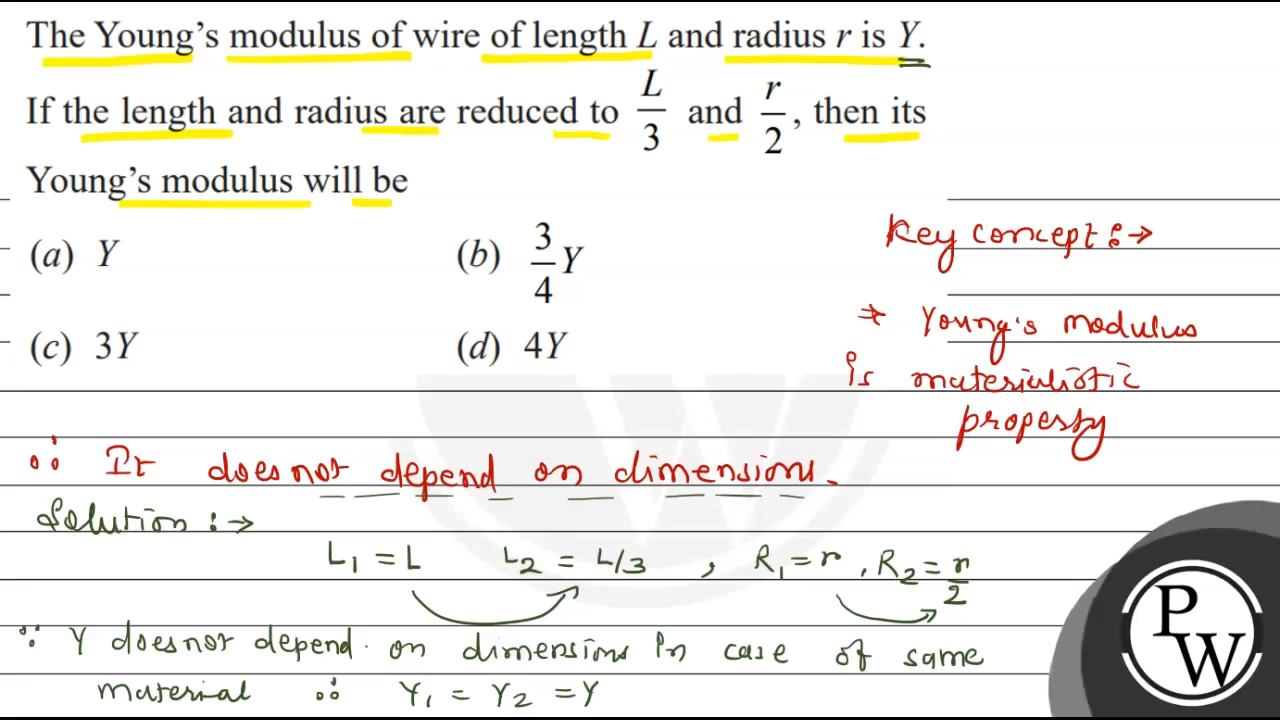 The Young's modulus of wire of length L and radius r is Y.
If the length and radius are reduced to L/3 and r/2, then its
Young's modulus will be
(a) Y (b) 3/4 Y
(c) 3Y (d) 4Y
Key concept :→
⇒ Young's modulus
is materialistic
property
∴ It does not depend on dimensions.
Solution :→
L₁ = L L₂ = L/3 , R₁ = r , R₂ = r/2
∵ Y does not depend on dimensions in case of same
material ∴ Y₁ = Y₂ = Y
PW